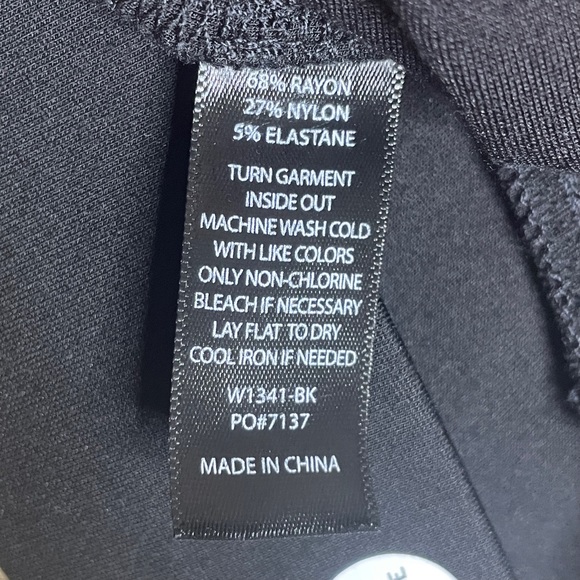 68% RAYON
27% NYLON
5% ELASTANE
TURN GARMENT
INSIDE OUT
MACHINE WASH COLD
WITH LIKE COLORS
ONLY NON-CHLORINE
BLEACH IF NECESSARY
LAY FLAT TO DRY
COOL IRON IF NEEDED
W1341-BK
PO#7137
MADE IN CHINA